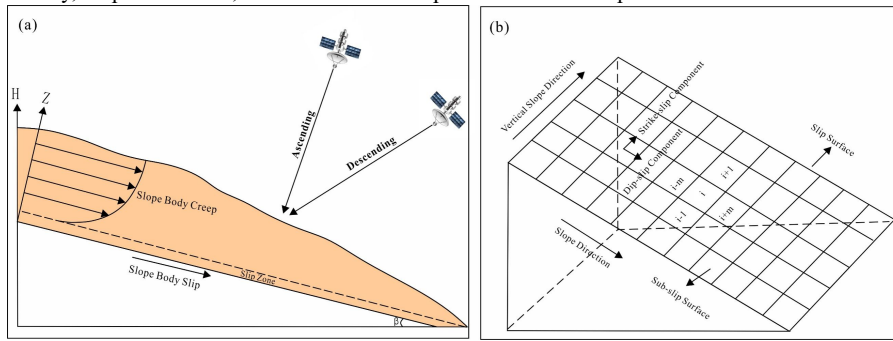 (a)
H
Z
Ascending
Descending
Slope Body Creep
Slope Body Slip
Slip Zone
β
(b)
Vertical Slope Direction
Strike-slip Component
Dip-slip Component
Slip Surface
i-m
i+1
i
i-1
i+m
Slope Direction
Sub-slip Surface